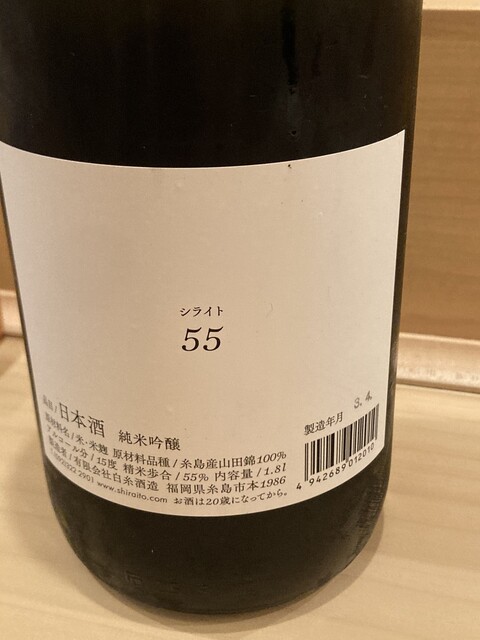 シライト
55
品目/日本酒 純米吟醸
原材料名/米・米麹 原材料品種/糸島産山田錦100%
アルコール分/15度 精米歩合/55% 内容量/1.8l
製造者/有限会社白糸酒造 福岡県糸島市本1986
www.shiraito.com お酒は20歳になってから。
製造年月 3.4.
4 942689 012010